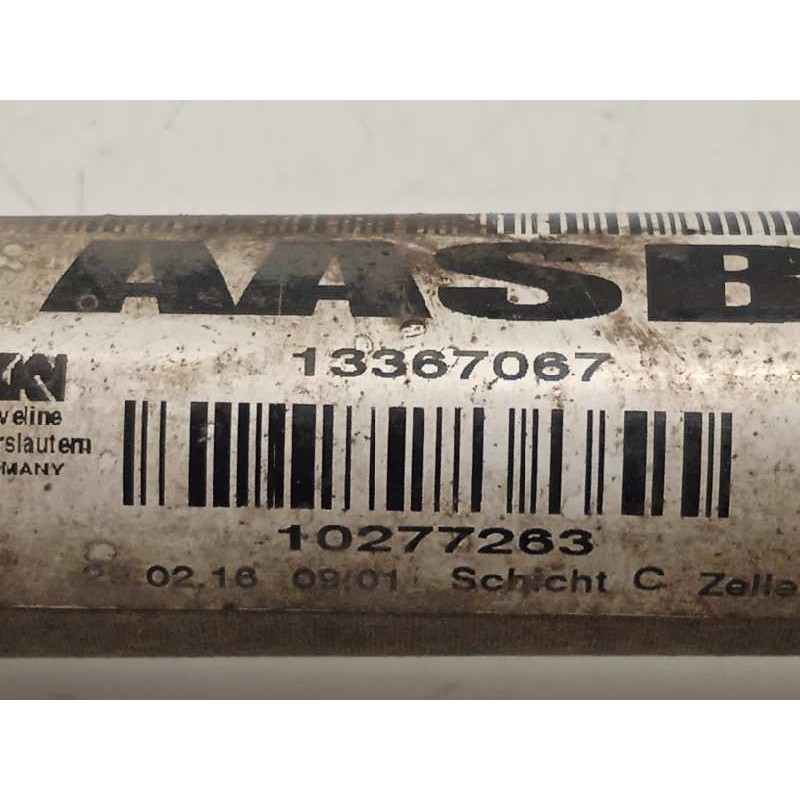 AASB
13367067
veline
rslautern
MANY
10277263
.02.16 09/01 Schicht C Zelle